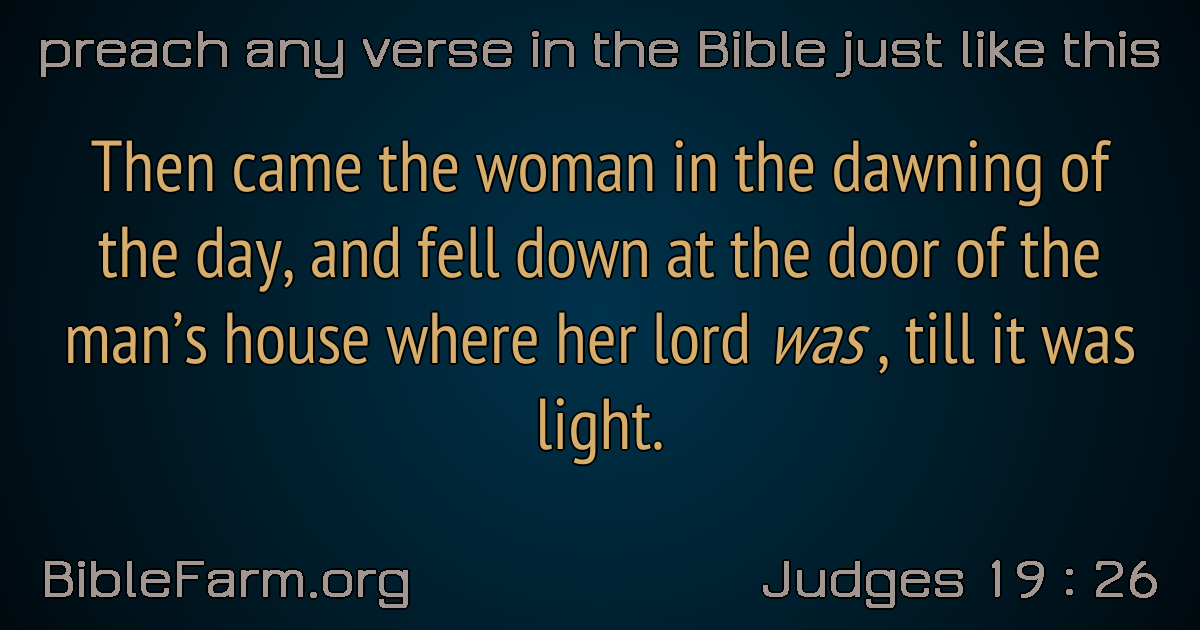 preach any verse in the Bible just like this
Then came the woman in the dawning of
the day, and fell down at the door of the
man’s house where her lord was , till it was
light.
BibleFarm.org
Judges 19 : 26